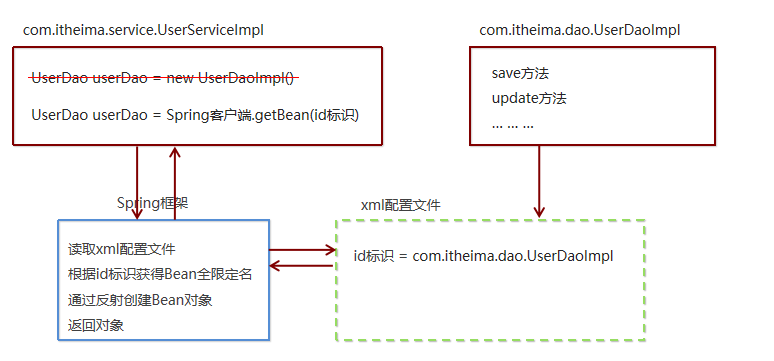 com.itheima.service.UserServiceImpl
UserDao userDao = new UserDaoImpl()
UserDao userDao = Spring客户端.getBean(id标识)
com.itheima.dao.UserDaoImpl
save方法
update方法
... ... ...
Spring框架
读取xml配置文件
根据id标识获得Bean全限定名
通过反射创建Bean对象
返回对象
xml配置文件
id标识 = com.itheima.dao.UserDaoImpl